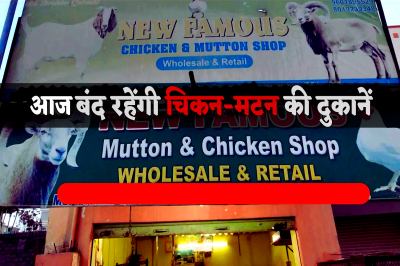 NEW FAMOUS
CHICKEN & MUTTON SHOP
Wholesale & Retail
आज बंद रहेंगी चिकन-मटन की दुकानें
Mutton & Chicken Shop
WHOLESALE & RETAIL